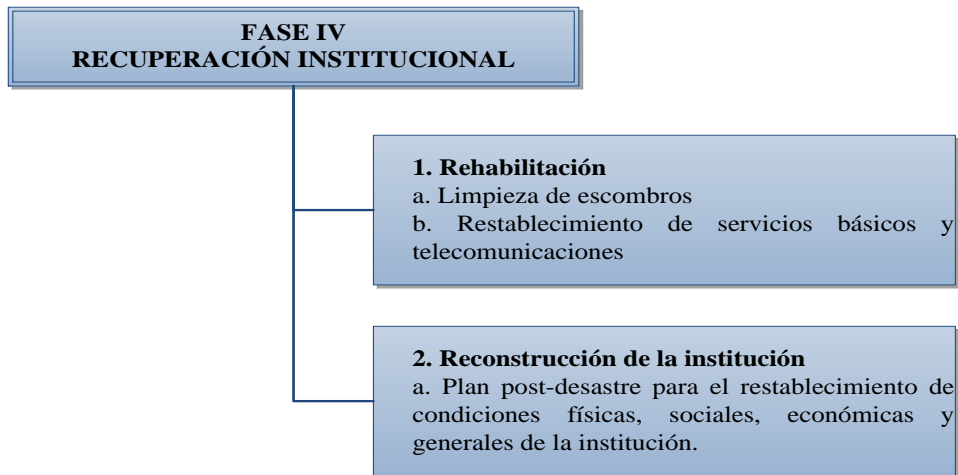 FASE IV
RECUPERACIÓN INSTITUCIONAL
1. Rehabilitación
a. Limpieza de escombros
b. Restablecimiento de servicios básicos y
telecomunicaciones
2. Reconstrucción de la institución
a. Plan post-desastre para el restablecimiento de
condiciones físicas, sociales, económicas y
generales de la institución.